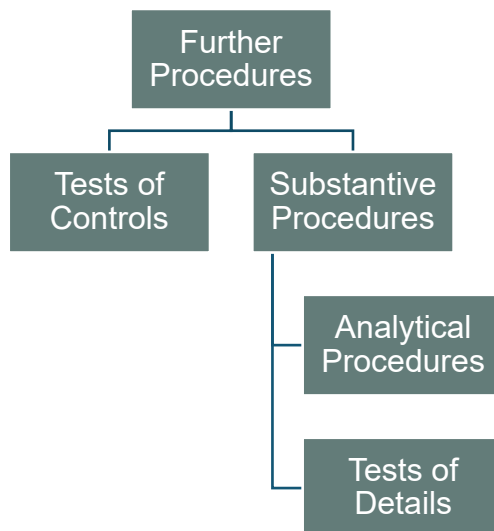 Further
Procedures
Tests of
Controls
Substantive
Procedures
Analytical
Procedures
Tests of
Details